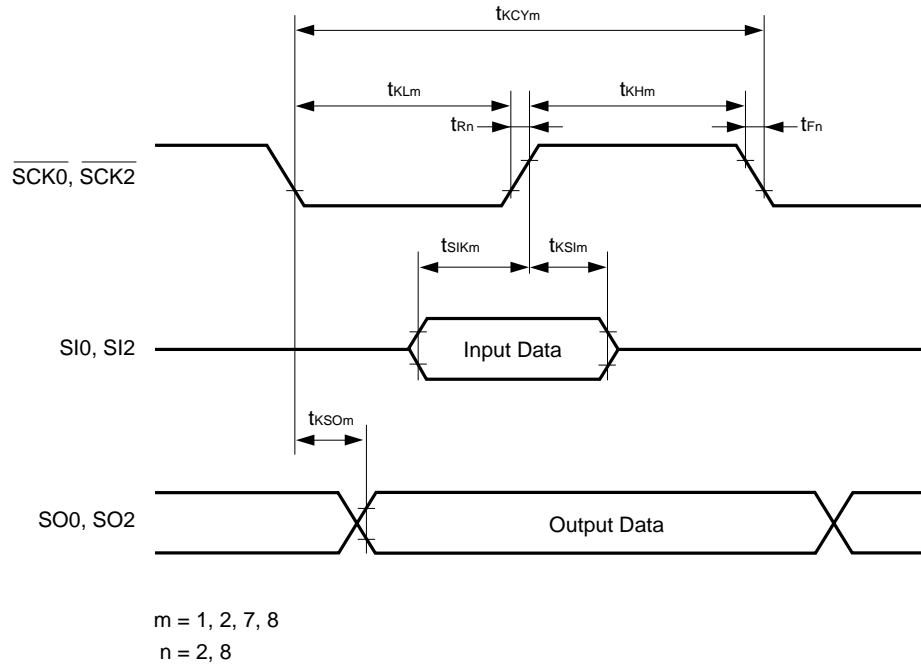 tKCYm
tKLm
tKHm
tRn
tFn
SCK0, SCK2
tSIKm
tKSIm
SI0, SI2
Input Data
tKSOm
SO0, SO2
Output Data
m = 1, 2, 7, 8
n = 2, 8